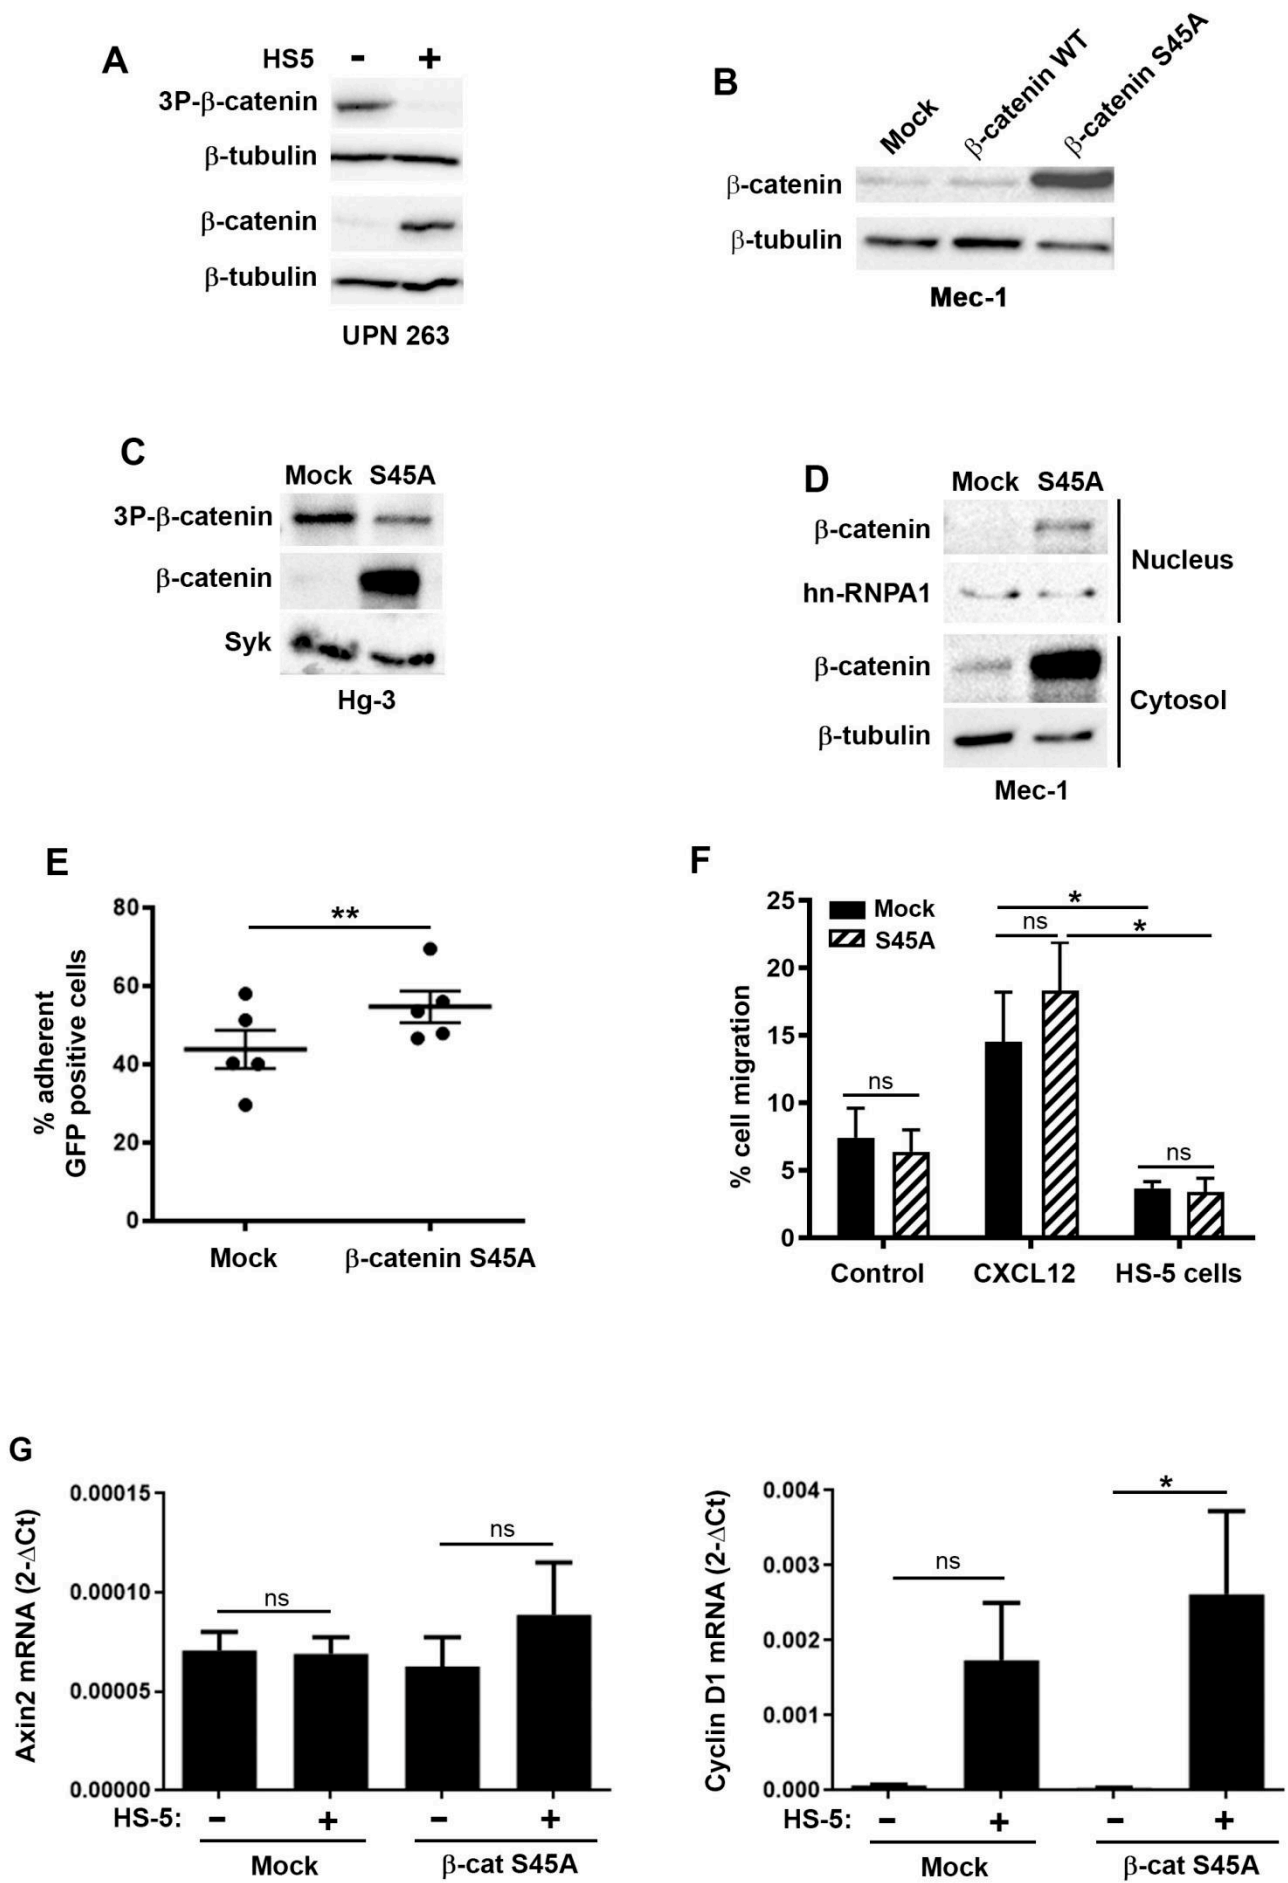 A
HS5 - +
3P-β-catenin
β-tubulin
β-catenin
β-tubulin
UPN 263
B
Mock
β-catenin WT
β-catenin S45A
β-catenin
β-tubulin
Mec-1
C
Mock S45A
3P-β-catenin
β-catenin
Syk
Hg-3
D
Mock S45A
β-catenin
hn-RNPA1
Nucleus
β-catenin
β-tubulin
Cytosol
Mec-1
E
% adherent
GFP positive cells
80
60
40
20
0
**
Mock β-catenin S45A
F
% cell migration
25
20
15
10
5
0
Mock
S45A
*
ns
*
ns
ns
Control CXCL12 HS-5 cells
G
Axin2 mRNA (2-ΔCt)
0.00015
0.00010
0.00005
0.00000
ns
ns
HS-5: - + - +
Mock β-cat S45A
Cyclin D1 mRNA (2-ΔCt)
0.004
0.003
0.002
0.001
0.000
ns
*
HS-5: - + - +
Mock β-cat S45A